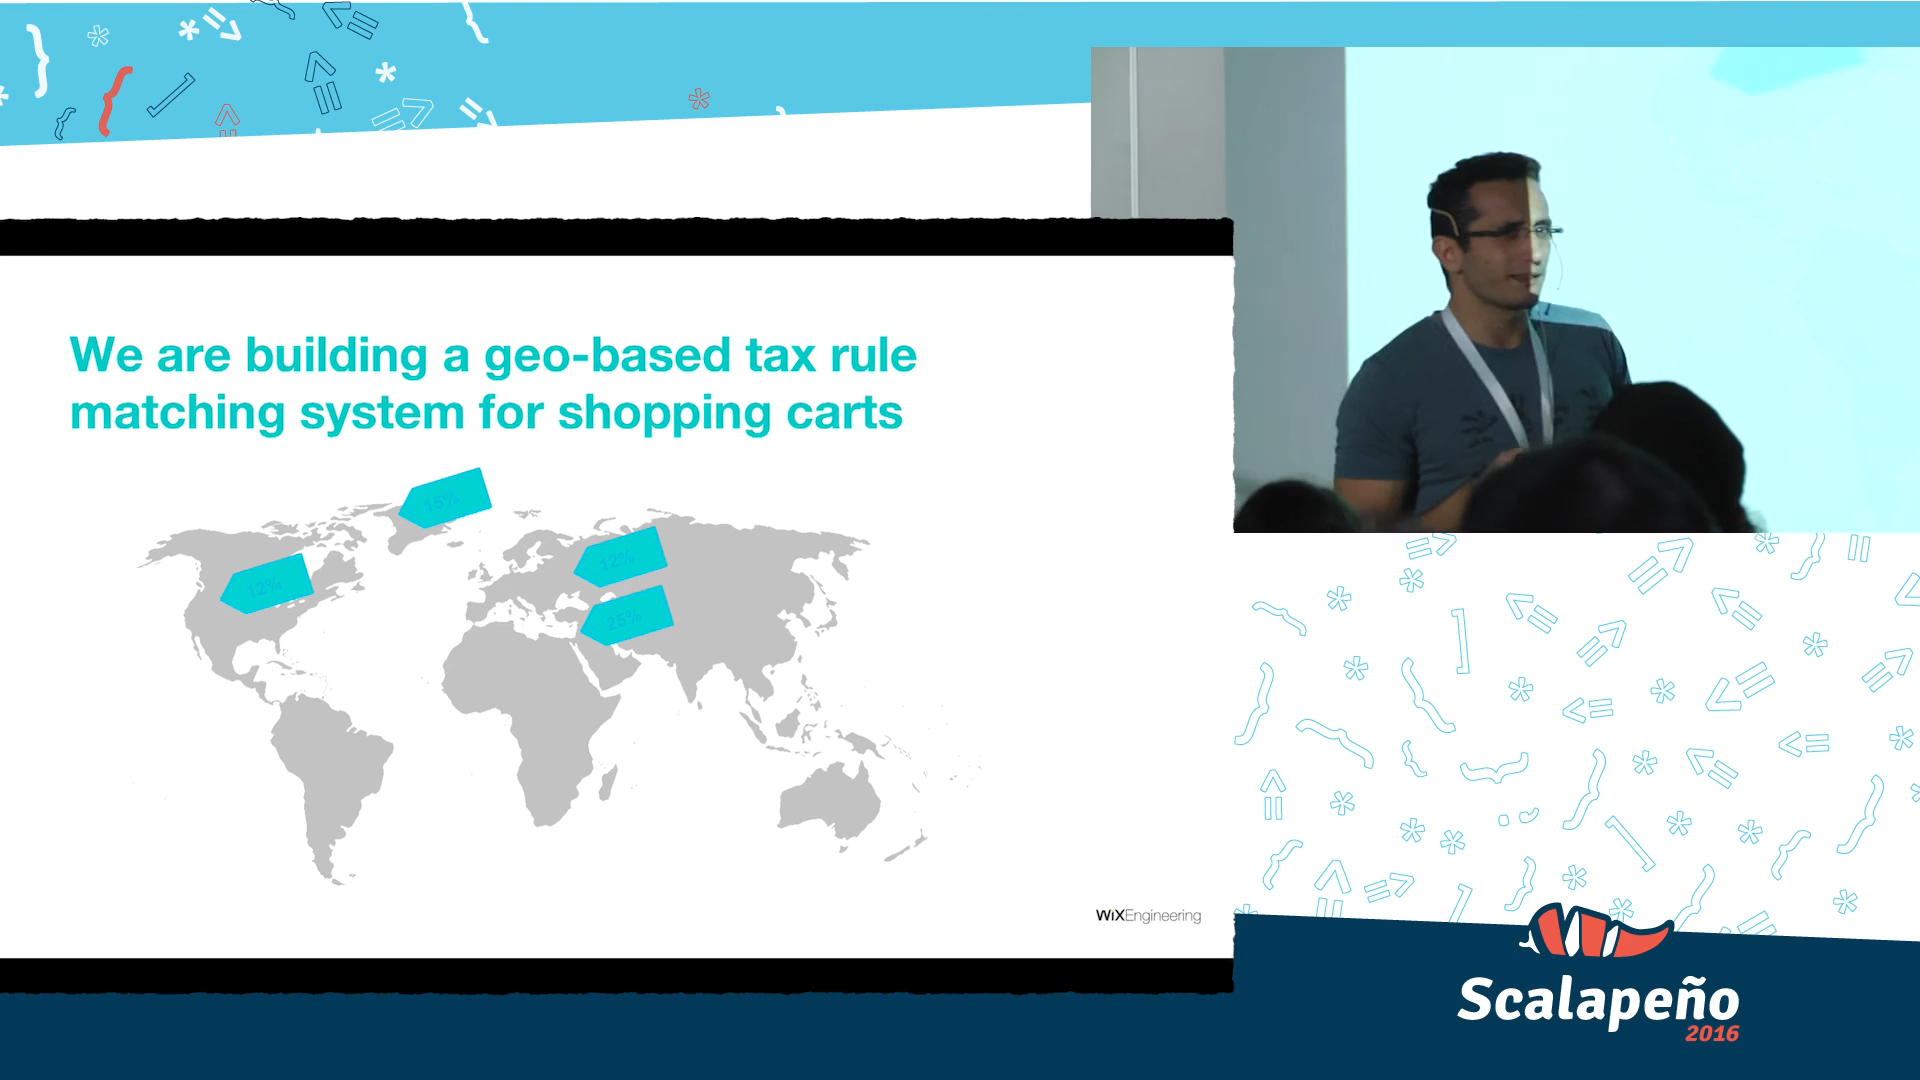 We are building a geo-based tax rule
matching system for shopping carts
15%
12%
12%
25%
WiXEngineering
Scalapeño
2016